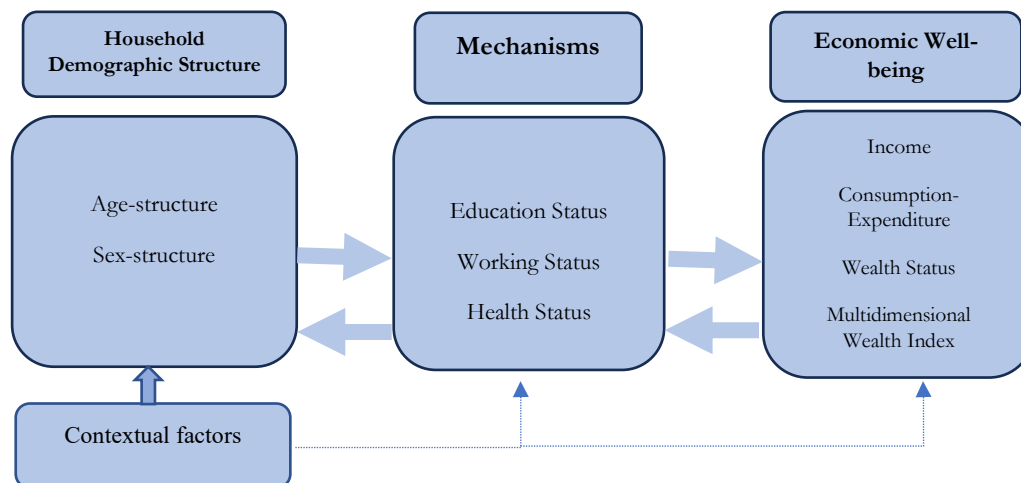 Household
Demographic Structure
Mechanisms
Economic Well-
being
Age-structure
Sex-structure
Education Status
Working Status
Health Status
Income
Consumption-
Expenditure
Wealth Status
Multidimensional
Wealth Index
Contextual factors